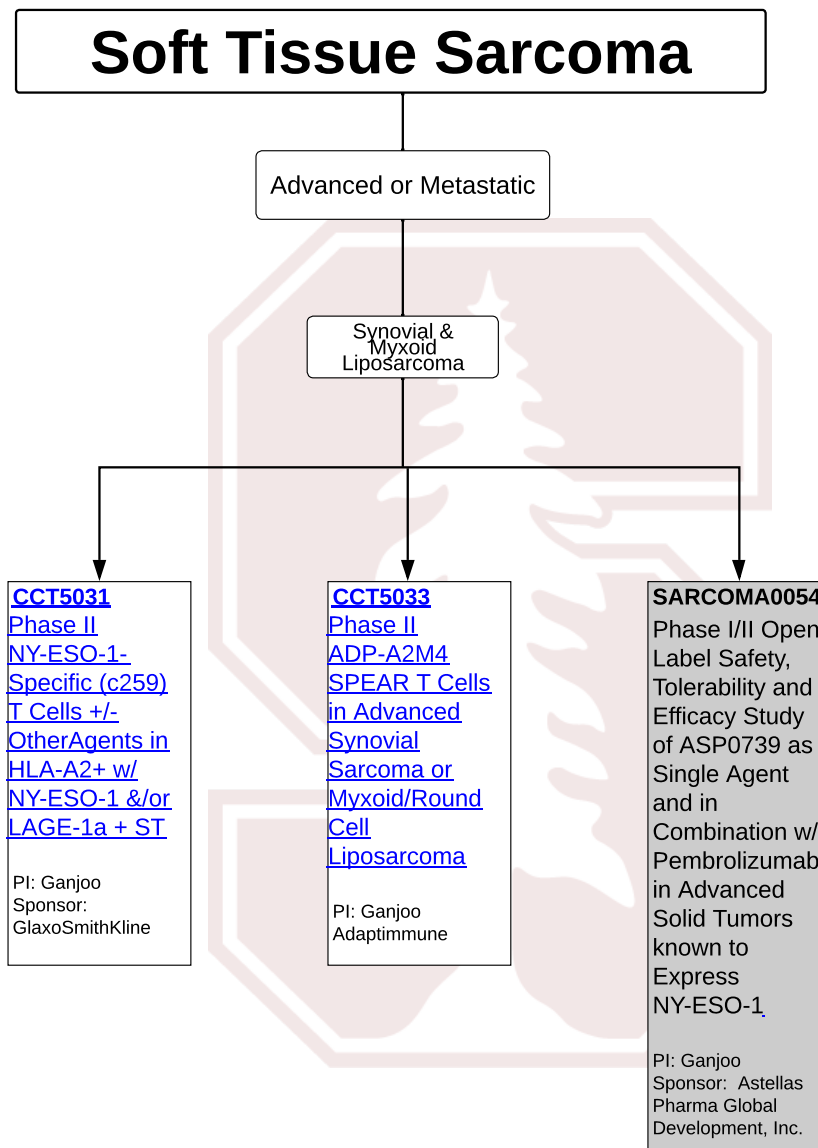 Soft Tissue Sarcoma
Advanced or Metastatic
Synovial &
Myxoid
Liposarcoma
CCT5031
Phase II
NY-ESO-1-
Specific (c259)
T Cells +/-
OtherAgents in
HLA-A2+ w/
NY-ESO-1 &/or
LAGE-1a + ST
PI: Ganjoo
Sponsor:
GlaxoSmithKline
CCT5033
Phase II
ADP-A2M4
SPEAR T Cells
in Advanced
Synovial
Sarcoma or
Myxoid/Round
Cell
Liposarcoma
PI: Ganjoo
Adaptimmune
SARCOMA0054
Phase I/II Open
Label Safety,
Tolerability and
Efficacy Study
of ASP0739 as
Single Agent
and in
Combination w/
Pembrolizumab
in Advanced
Solid Tumors
known to
Express
NY-ESO-1
PI: Ganjoo
Sponsor: Astellas
Pharma Global
Development, Inc.